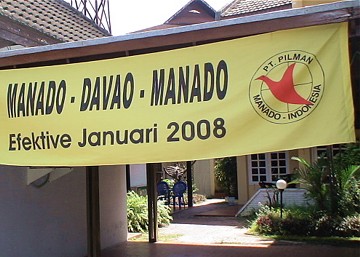 MANADO - DAVAO - MANADO
Efektive Januari 2008
PT. PILMAN
MANADO - INDONESIA